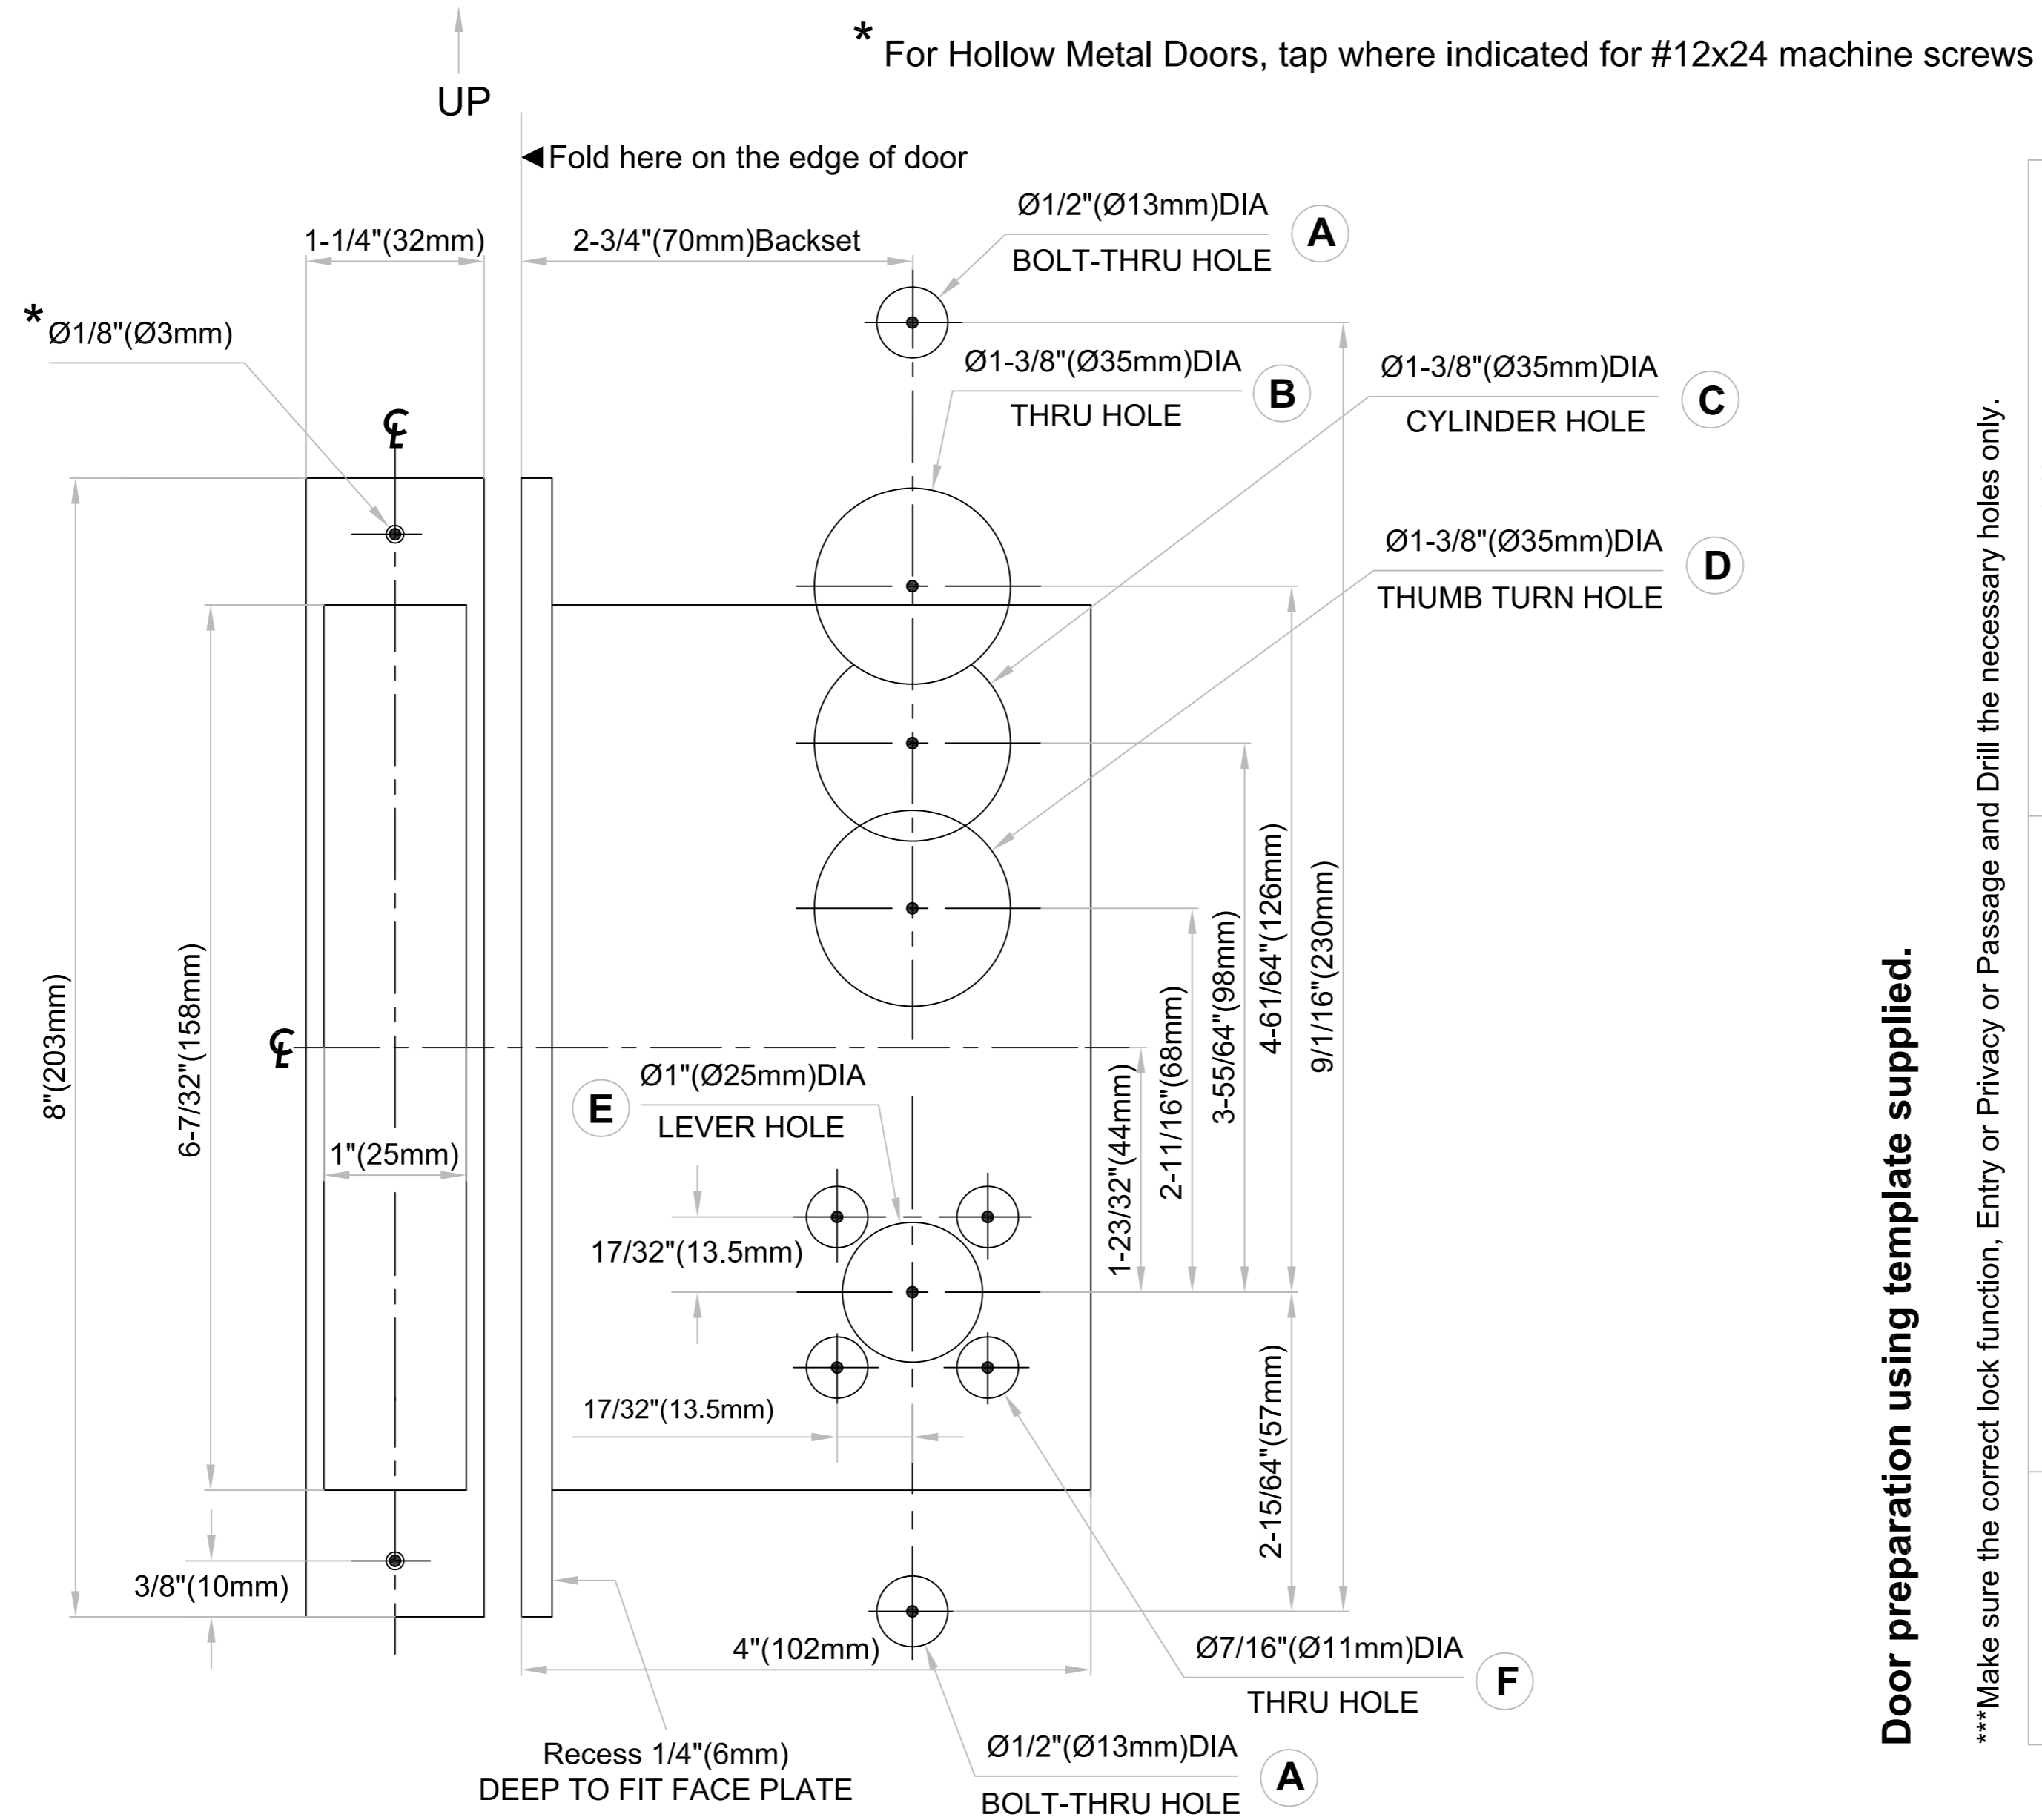 * For Hollow Metal Doors, tap where indicated for #12x24 machine screws
UP
Fold here on the edge of door
Ø1/2"(Ø13mm)DIA
BOLT-THRU HOLE
A
1-1/4"(32mm)
2-3/4"(70mm)Backset
* Ø1/8"(Ø3mm)
Ø1-3/8"(Ø35mm)DIA
THRU HOLE
B
Ø1-3/8"(Ø35mm)DIA
CYLINDER HOLE
C
℄
Ø1-3/8"(Ø35mm)DIA
THUMB TURN HOLE
D
8"(203mm)
6-7/32"(158mm)
℄
1"(25mm)
Ø1"(Ø25mm)DIA
LEVER HOLE
E
1-23/32"(44mm)
2-11/16"(68mm)
3-55/64"(98mm)
4-61/64"(126mm)
9/1/16"(230mm)
17/32"(13.5mm)
17/32"(13.5mm)
2-15/64"(57mm)
3/8"(10mm)
4"(102mm)
Ø7/16"(Ø11mm)DIA
THRU HOLE
F
Recess 1/4"(6mm)
DEEP TO FIT FACE PLATE
Ø1/2"(Ø13mm)DIA
BOLT-THRU HOLE
A
Door preparation using template supplied.
***Make sure the correct lock function, Entry or Privacy or Passage and Drill the necessary holes only.